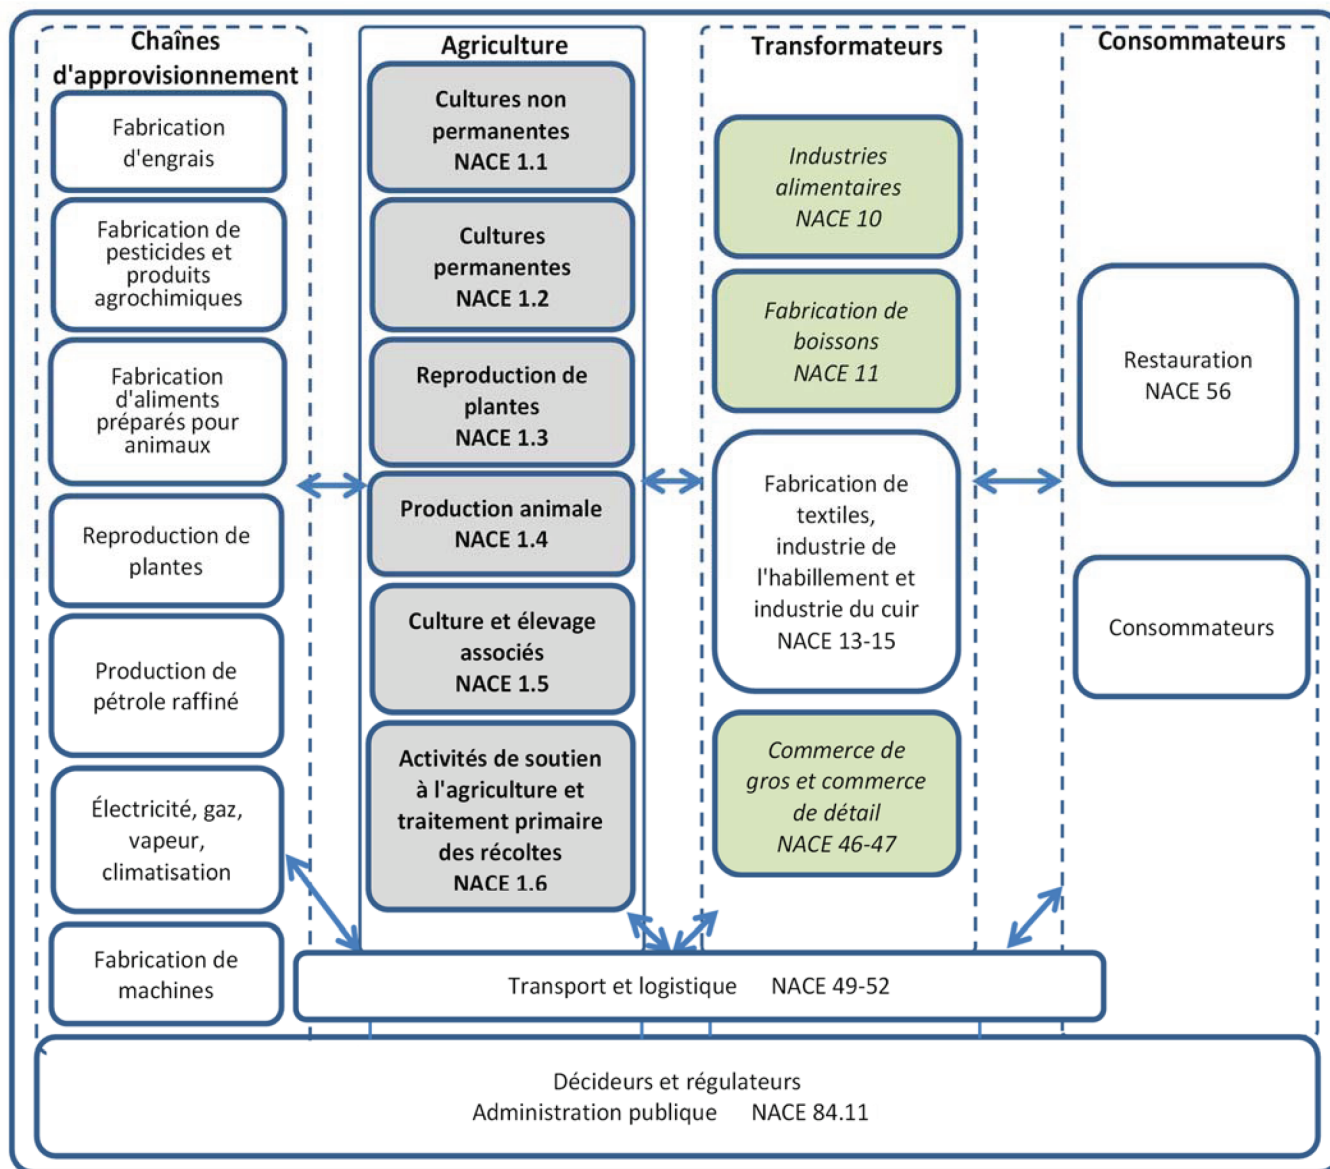 Chaînes
d'approvisionnement
Fabrication
d'engrais
Fabrication de
pesticides et
produits
agrochimiques
Fabrication
d'aliments
préparés pour
animaux
Reproduction de
plantes
Production de
pétrole raffiné
Électricité, gaz,
vapeur,
climatisation
Fabrication de
machines
Agriculture
Cultures non
permanentes
NACE 1.1
Cultures
permanentes
NACE 1.2
Reproduction de
plantes
NACE 1.3
Production animale
NACE 1.4
Culture et élevage
associés
NACE 1.5
Activités de soutien
à l'agriculture et
traitement primaire
des récoltes
NACE 1.6
Transformateurs
Industries
alimentaires
NACE 10
Fabrication de
boissons
NACE 11
Fabrication de
textiles,
industrie de
l'habillement et
industrie du cuir
NACE 13-15
Commerce de
gros et commerce
de détail
NACE 46-47
Consommateurs
Restauration
NACE 56
Consommateurs
Transport et logistique NACE 49-52
Décideurs et régulateurs
Administration publique NACE 84.11